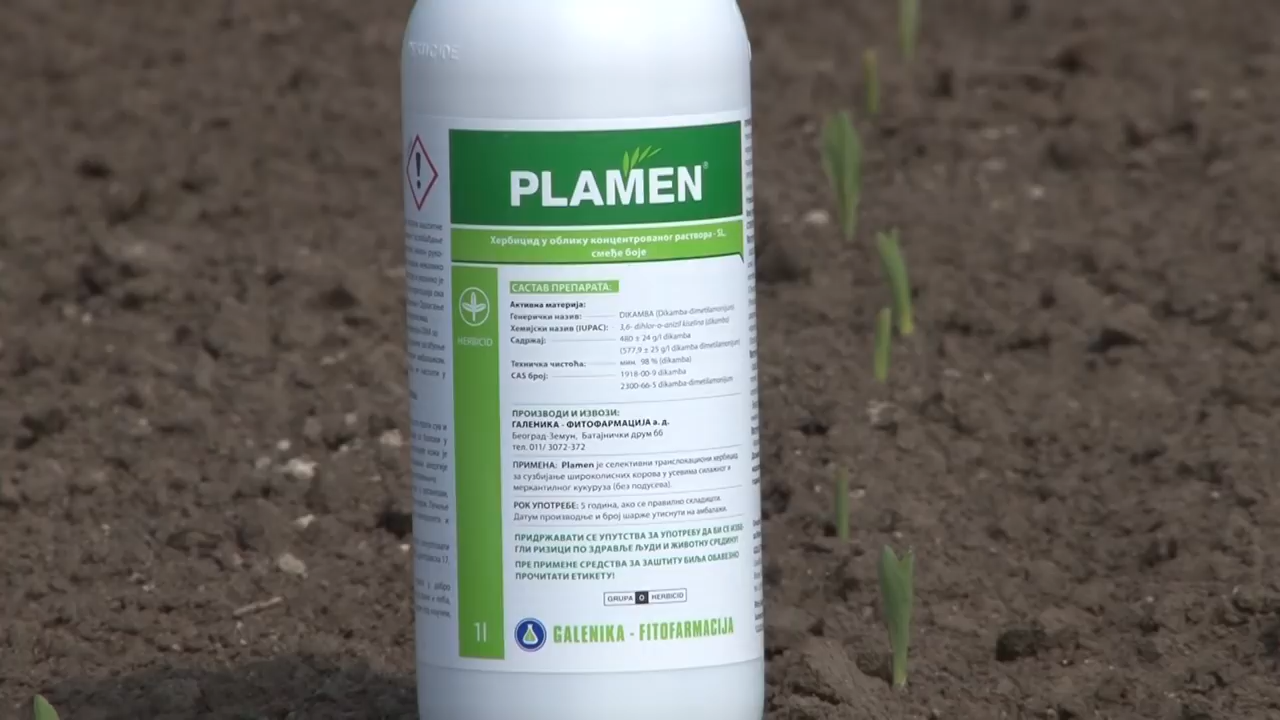 PLAMEN®
Хербицид у облику концентрованог раствора - SL,
смеђе боје
HERBICID
САСТАВ ПРЕПАРАТА:
Активна материја:
Генерички назив: DIKAMBA (Dikamba-dimetilamonijum)
Хемијски назив (IUPAC): 3,6- dihlor-o-anizil kiselina (dikamba)
Садржај: 480 ± 24 g/l dikamba
(577,9 ± 25 g/l dikamba dimetilamonijum)
Техничка чистоћа: мин. 98 % (dikamba)
CAS број: 1918-00-9 dikamba
2300-66-5 dikamba-dimetilamonijum
ПРОИЗВОДИ И ИЗВОЗИ:
ГАЛЕНИКА - ФИТОФАРМАЦИЈА а. д.
Београд-Земун, Батајнички друм бб
тел. 011/ 3072-372
ПРИМЕНА: Plamen је селективни транслокациони хербицид
за сузбијање широколисних корова у усевима силажног и
меркантилног кукуруза (без подусева).
РОК УПОТРЕБЕ: 5 година, ако се правилно складишти.
Датум производње и број шарже утиснути на амбалажи.
ПРИДРЖАВАТИ СЕ УПУТСТВА ЗА УПОТРЕБУ ДА БИ СЕ ИЗБЕ-
ГЛИ РИЗИЦИ ПО ЗДРАВЉЕ ЉУДИ И ЖИВОТНУ СРЕДИНУ!
ПРЕ ПРИМЕНЕ СРЕДСТВА ЗА ЗАШТИТУ БИЉА ОБАВЕЗНО
ПРОЧИТАТИ ЕТИКЕТУ!
GRUPA O HERBICID
1l
GALENIKA - FITOFARMACIJA